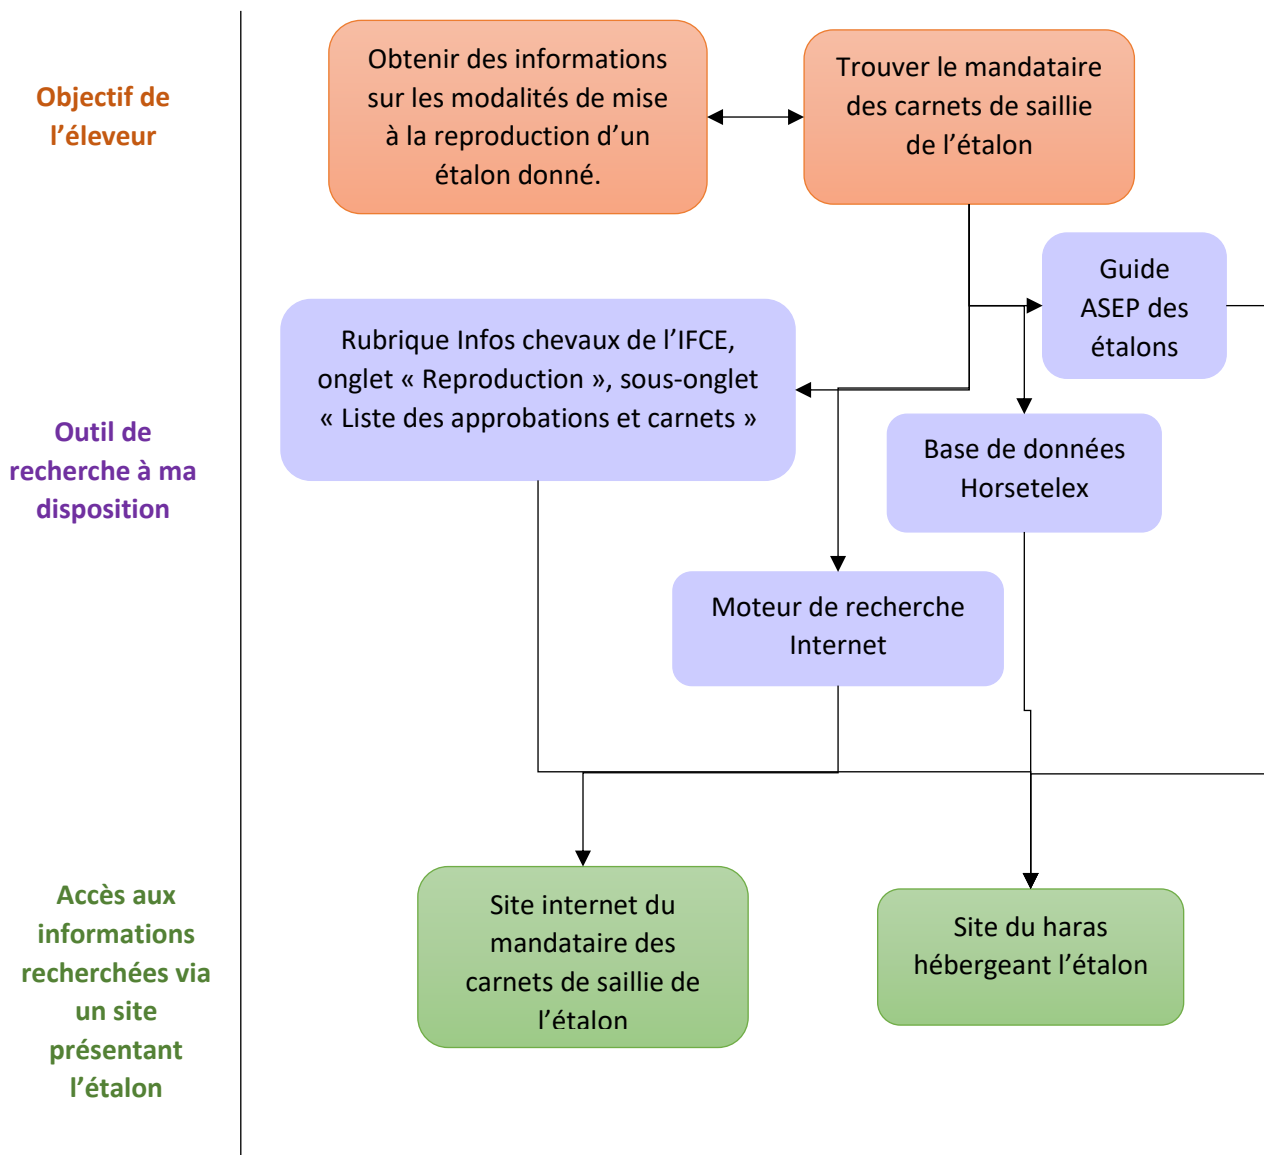 Objectif de
l’éleveur
Obtenir des informations
sur les modalités de mise
à la reproduction d’un
étalon donné.
Trouver le mandataire
des carnets de saillie
de l’étalon
Outil de
recherche à ma
disposition
Rubrique Infos chevaux de l’IFCE,
onglet « Reproduction », sous-onglet
« Liste des approbations et carnets »
Guide
ASEP des
étalons
Base de données
Horsetelex
Moteur de recherche
Internet
Accès aux
informations
recherchées via
un site
présentant
l’étalon
Site internet du
mandataire des
carnets de saillie de
l’étalon
Site du haras
hébergeant l’étalon